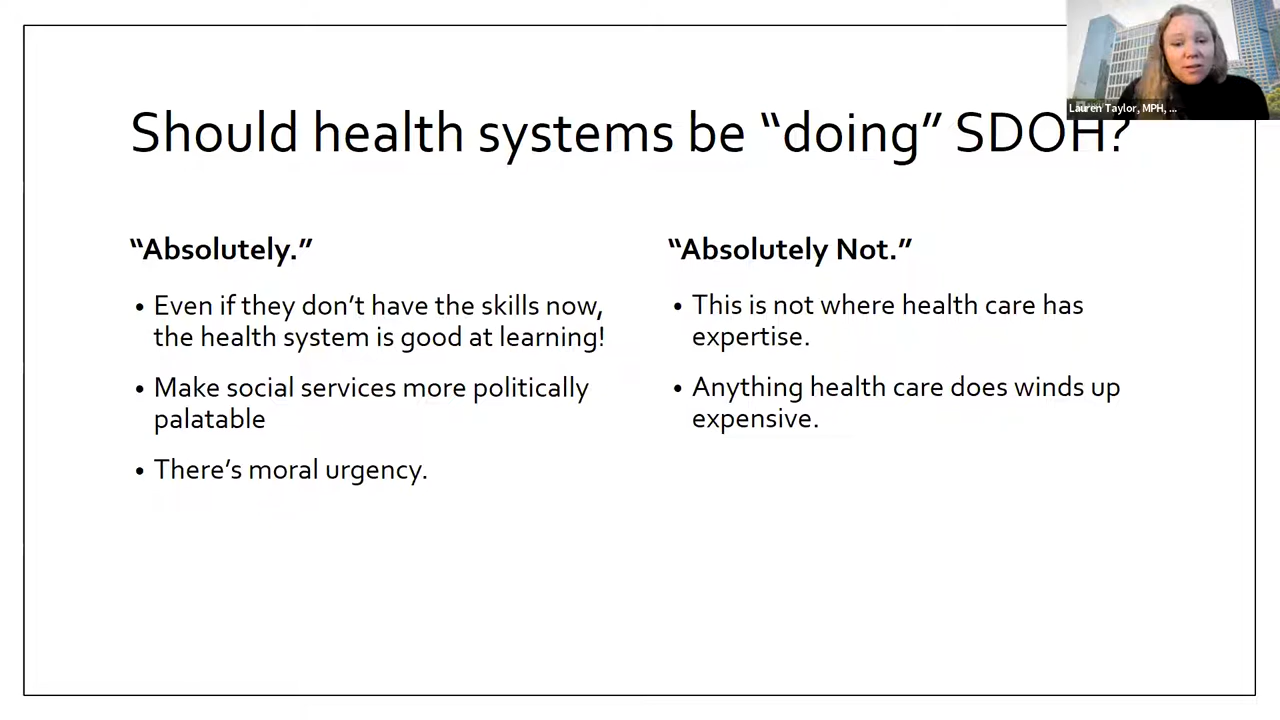 Lauren Taylor, MPH, ...
Should health systems be “doing” SDOH?
“Absolutely.”
• Even if they don’t have the skills now,
the health system is good at learning!
• Make social services more politically
palatable
• There’s moral urgency.
“Absolutely Not.”
• This is not where health care has
expertise.
• Anything health care does winds up
expensive.